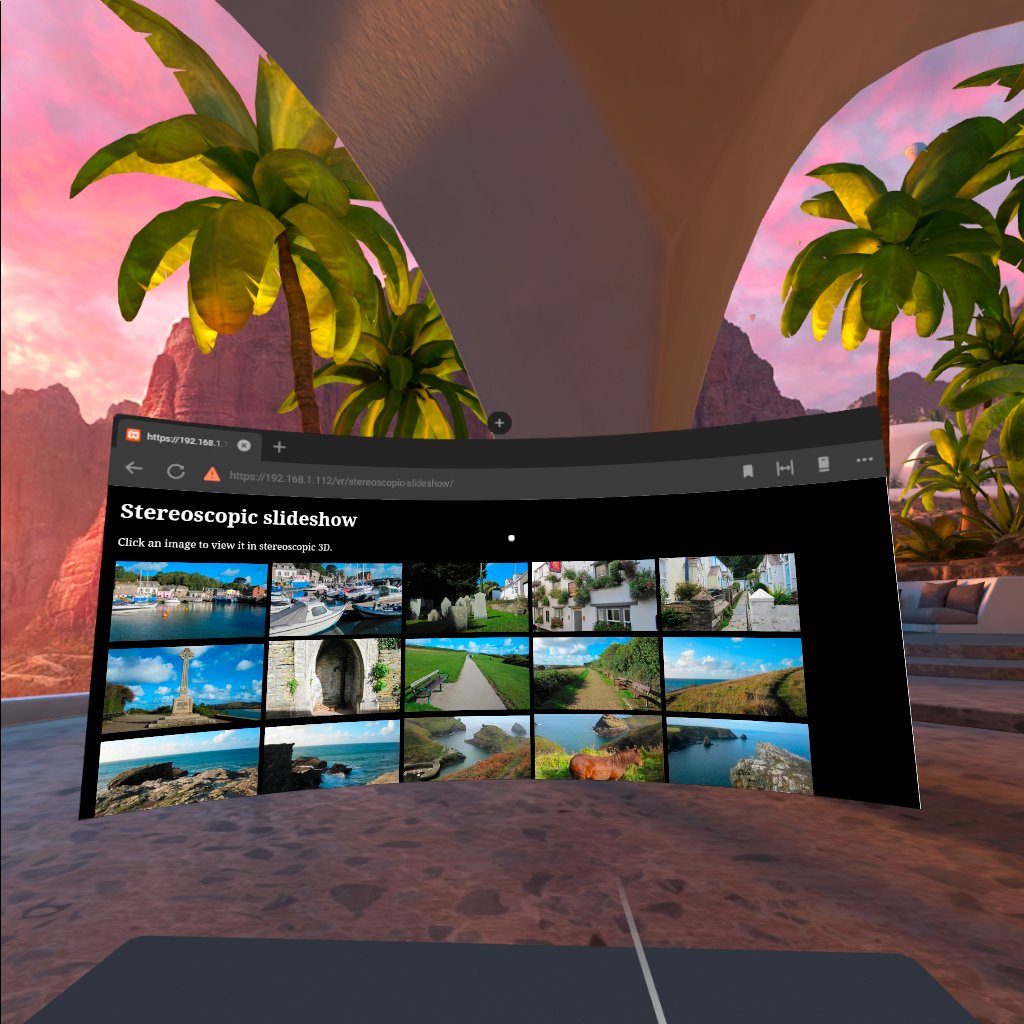 https://192.168.1
https://192.168.1.112/vr/stereoscopic-slideshow/
Stereoscopic slideshow
Click an image to view it in stereoscopic 3D.